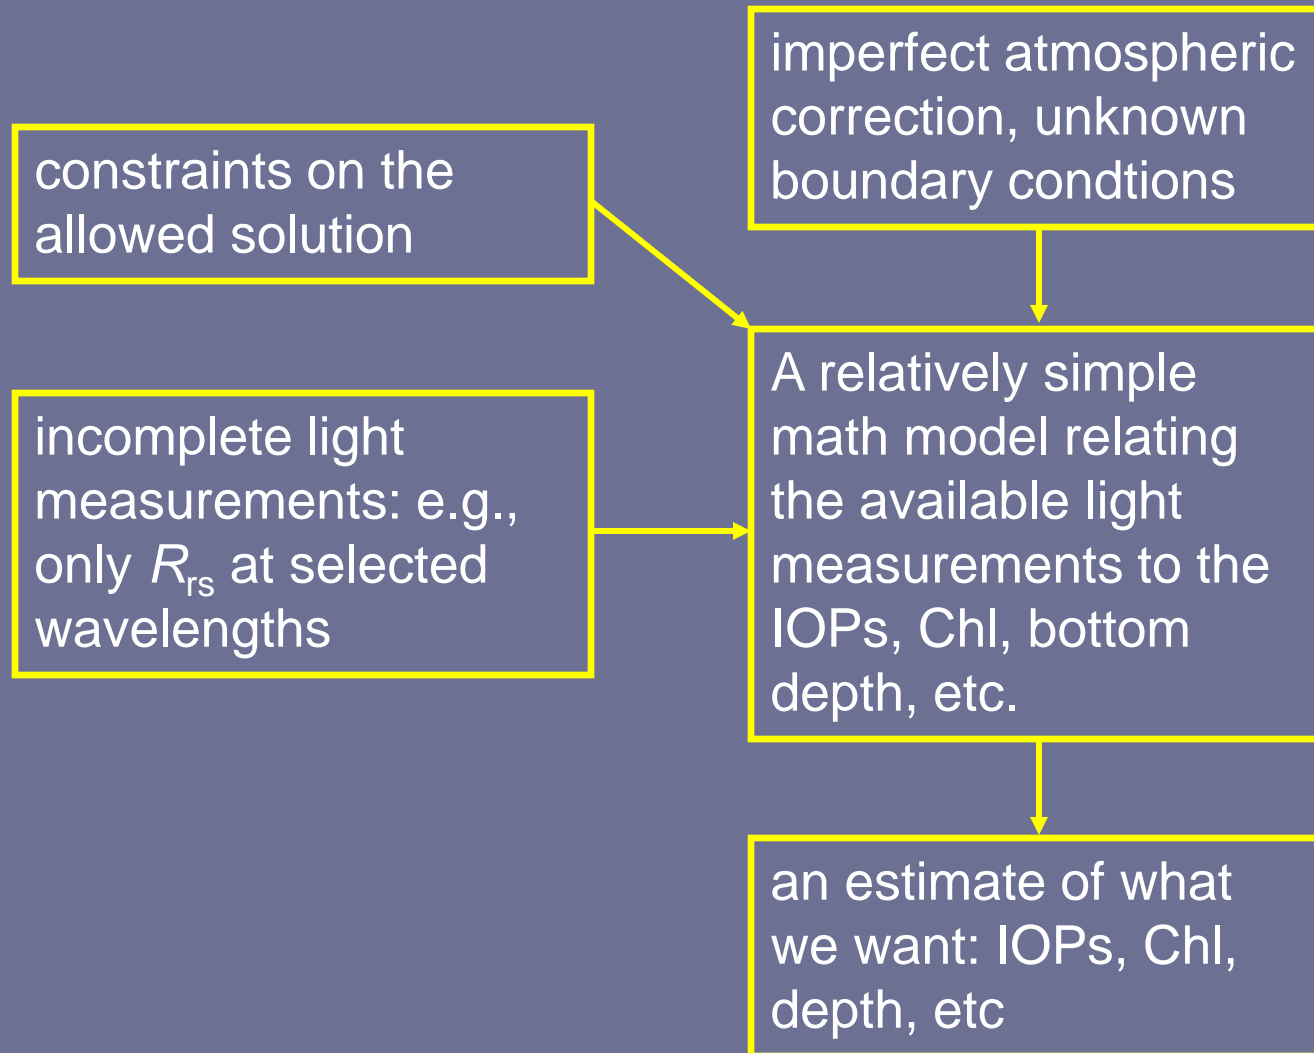 imperfect atmospheric
correction, unknown
boundary condtions
constraints on the
allowed solution
incomplete light
measurements: e.g.,
only Rrs at selected
wavelengths
A relatively simple
math model relating
the available light
measurements to the
IOPs, Chl, bottom
depth, etc.
an estimate of what
we want: IOPs, Chl,
depth, etc